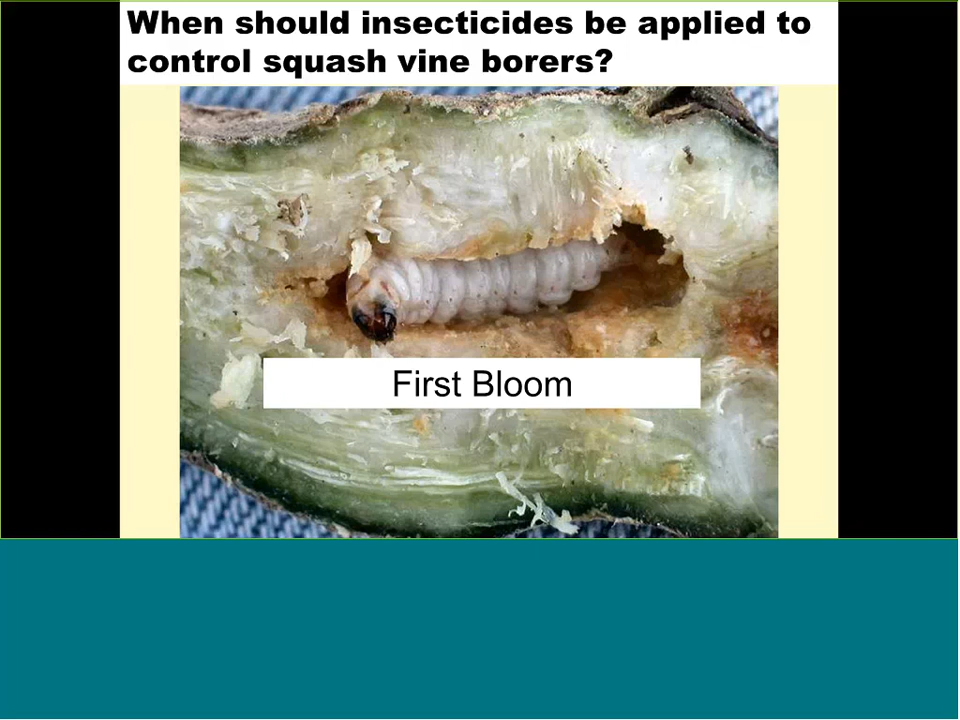 When should insecticides be applied to
control squash vine borers?
First Bloom